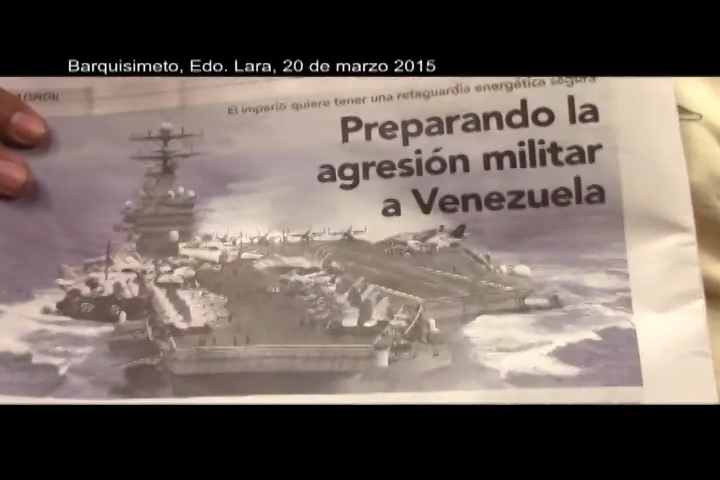 Barquisimeto, Edo. Lara, 20 de marzo 2015
ESPECIAL
El imperio quiere tener una retaguardia energética segura
Preparando la
agresión militar
a Venezuela